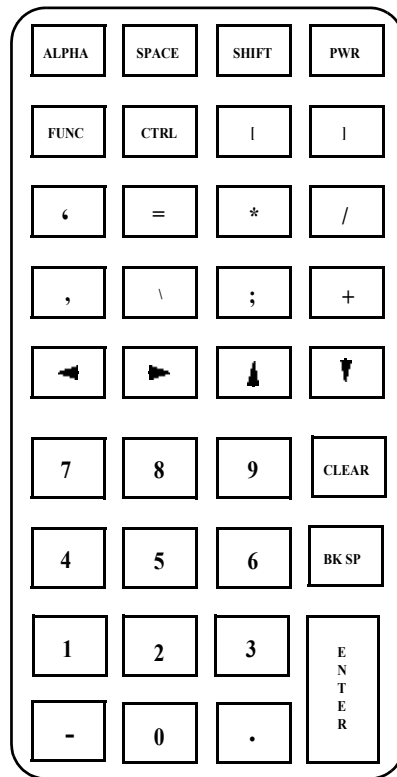 ALPHA SPACE SHIFT PWR
FUNC CTRL [ ]
‘ = * /
, \ ; +
7 8 9 CLEAR
4 5 6 BK SP
1 2 3
- 0 .
ENTER